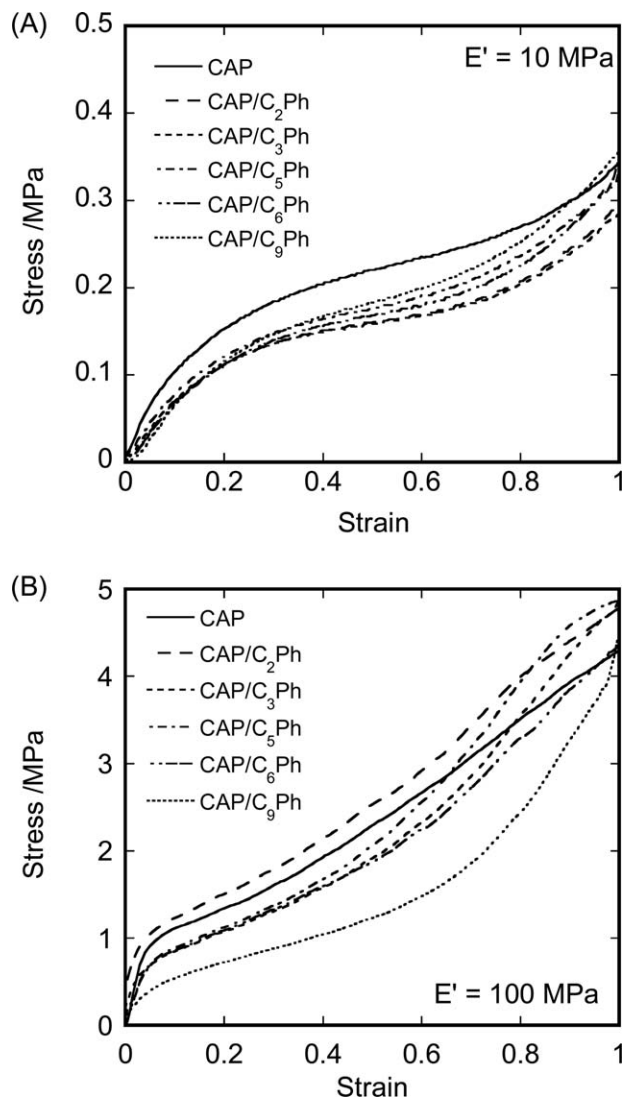 (A)
0.5
0.4
0.3
0.2
0.1
0
Stress /MPa
E' = 10 MPa
CAP
CAP/C₂Ph
CAP/C₃Ph
CAP/C₅Ph
CAP/C₆Ph
CAP/C₉Ph
0 0.2 0.4 0.6 0.8 1
Strain
(B)
5
4
3
2
1
0
Stress /MPa
CAP
CAP/C₂Ph
CAP/C₃Ph
CAP/C₅Ph
CAP/C₆Ph
CAP/C₉Ph
E' = 100 MPa
0 0.2 0.4 0.6 0.8 1
Strain